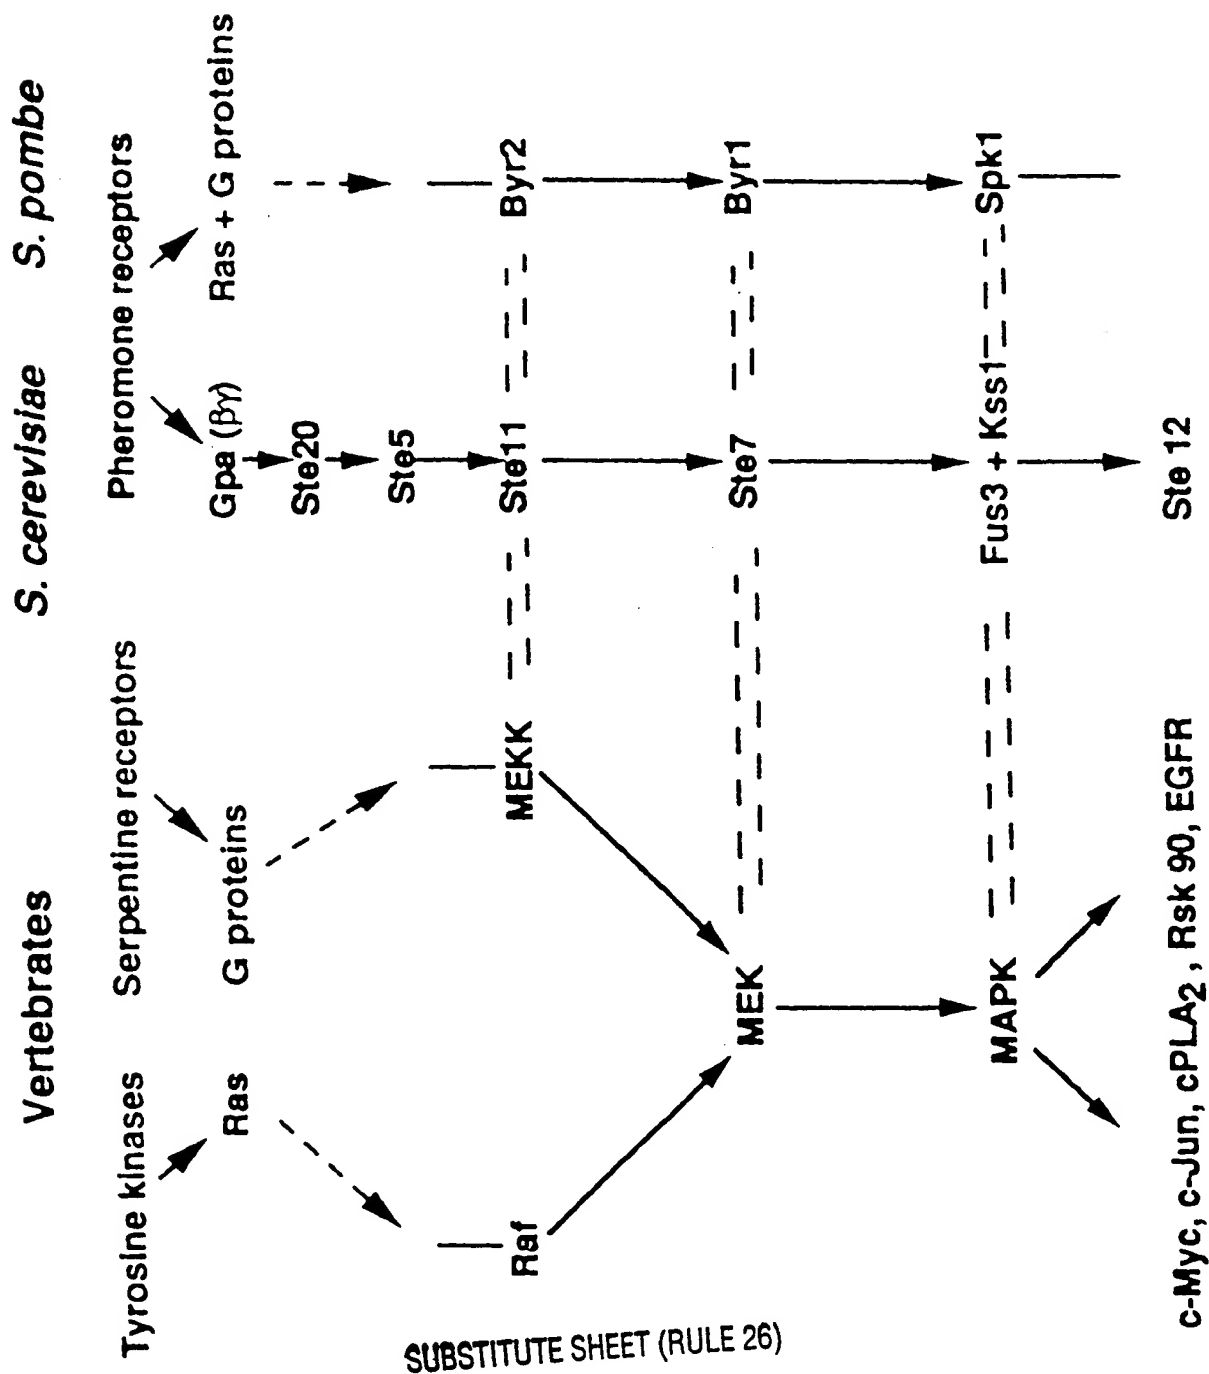 Vertebrates S. cerevisiae S. pombe
Tyrosine kinases Serpentine receptors Pheromone receptors
Ras G proteins Gpa (βγ) Ras + G proteins
Ste20
Ste5
Raf MEKK Ste11 Byr2
MEK Ste7 Byr1
MAPK Fus3 + Kss1 Spk1
c-Myc, c-Jun, cPLA2, Rsk 90, EGFR Ste 12
SUBSTITUTE SHEET (RULE 26)